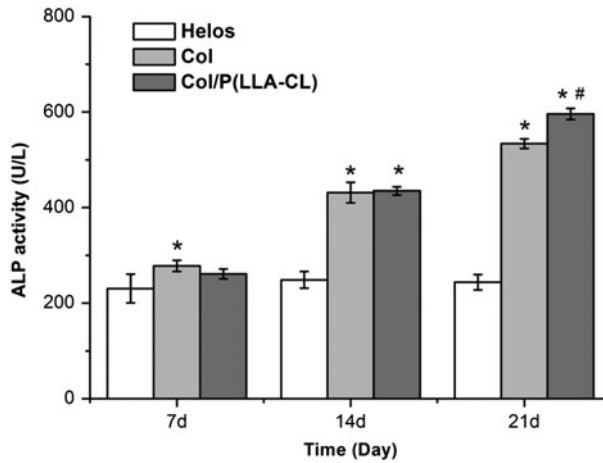 800
600
400
200
0
ALP activity (U/L)
Helos
Col
Col/P(LLA-CL)
*
* *
* * #
7d 14d 21d
Time (Day)